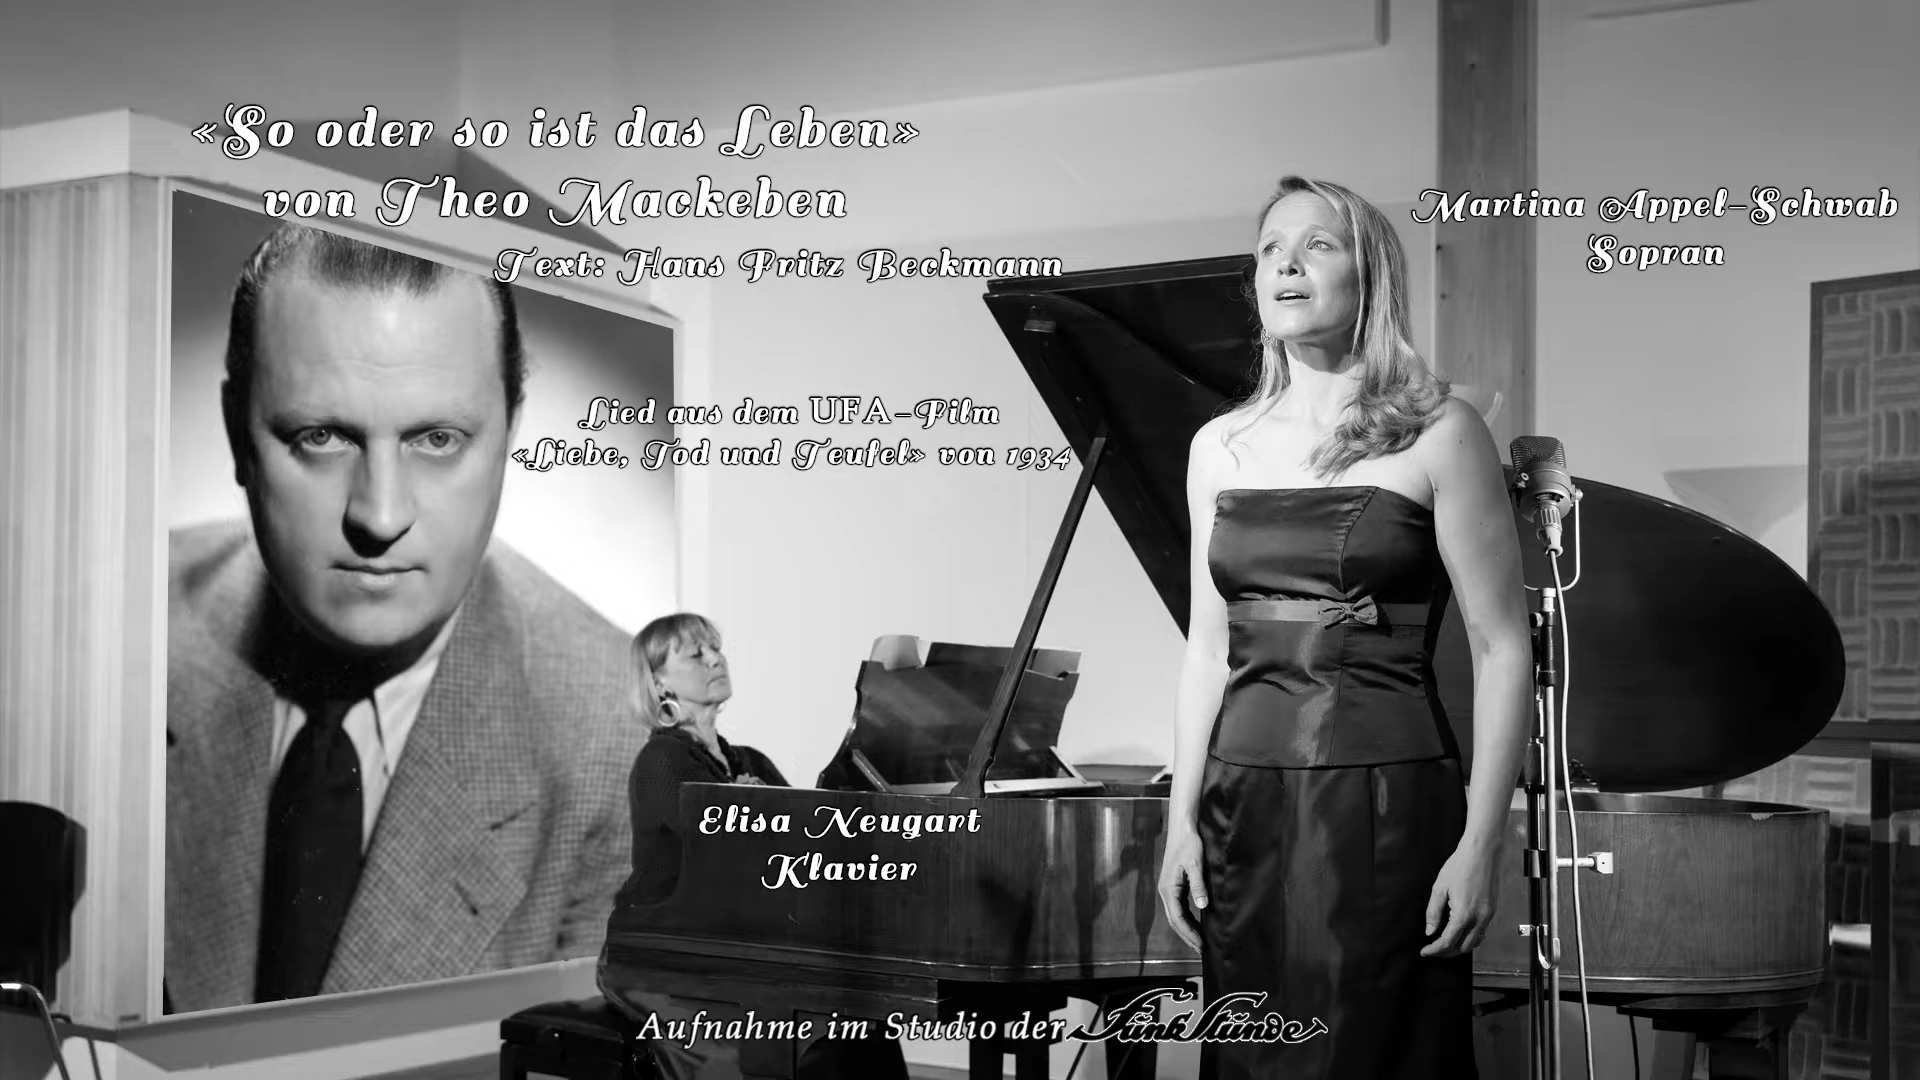 «So oder so ist das Leben»
von Theo Mackeben
Text: Hans Fritz Beckmann
Martina Appel-Schwab
Sopran
Lied aus dem UFA-Film
«Liebe, Tod und Teufel» von 1934
Elisa Neugart
Klavier
Aufnahme im Studio der FunkStunde